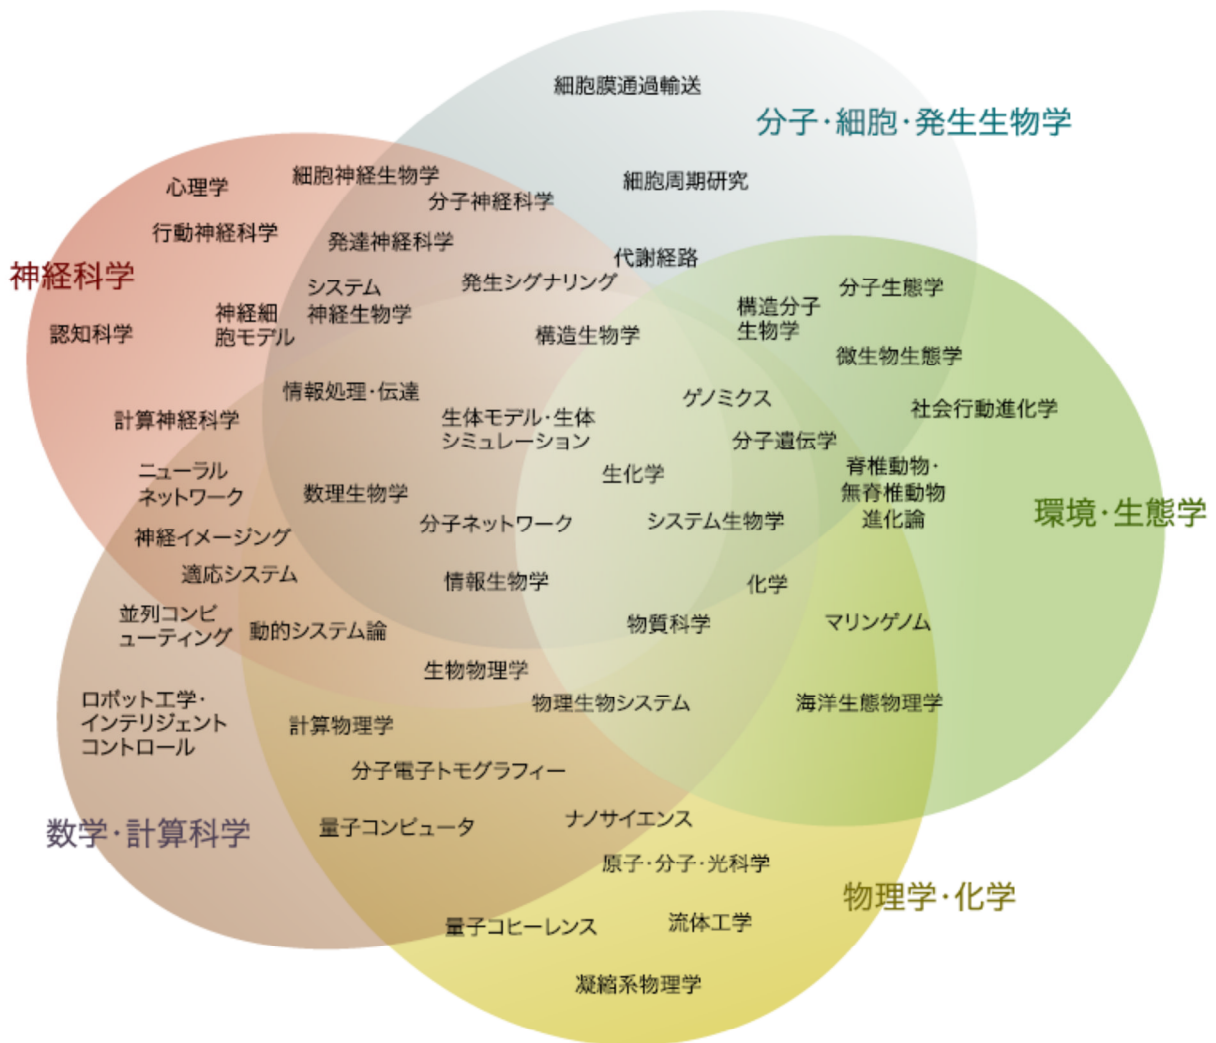 細胞膜通過輸送
分子・細胞・発生生物学
心理学
細胞神経生物学
分子神経科学
細胞周期研究
行動神経科学
発達神経科学
代謝経路
神経科学
システム
神経生物学
発生シグナリング
分子生態学
構造分子
生物学
神経細
胞モデル
認知科学
構造生物学
微生物生態学
情報処理・伝達
ゲノミクス
社会行動進化学
計算神経科学
生体モデル・生体
シミュレーション
分子遺伝学
ニューラル
ネットワーク
生化学
脊椎動物・
無脊椎動物
進化論
数理生物学
分子ネットワーク
システム生物学
環境・生態学
神経イメージング
適応システム
情報生物学
化学
並列コンピ
ューティング
動的システム論
物質科学
マリンゲノム
生物物理学
ロボット工学・
インテリジェント
コントロール
物理生物システム
海洋生態物理学
計算物理学
分子電子トモグラフィー
数学・計算科学
量子コンピュータ
ナノサイエンス
原子・分子・光科学
物理学・化学
量子コヒーレンス
流体工学
凝縮系物理学